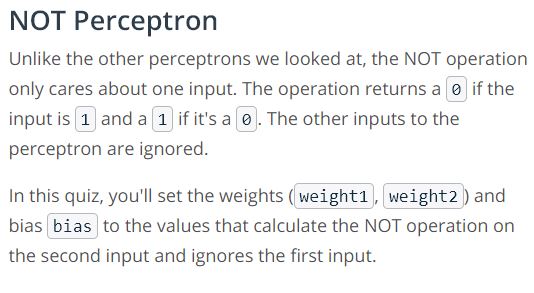 NOT Perceptron
Unlike the other perceptrons we looked at, the NOT operation
only cares about one input. The operation returns a 0 if the
input is 1 and a 1 if it's a 0. The other inputs to the
perceptron are ignored.
In this quiz, you'll set the weights (weight1, weight2) and
bias bias to the values that calculate the NOT operation on
the second input and ignores the first input.